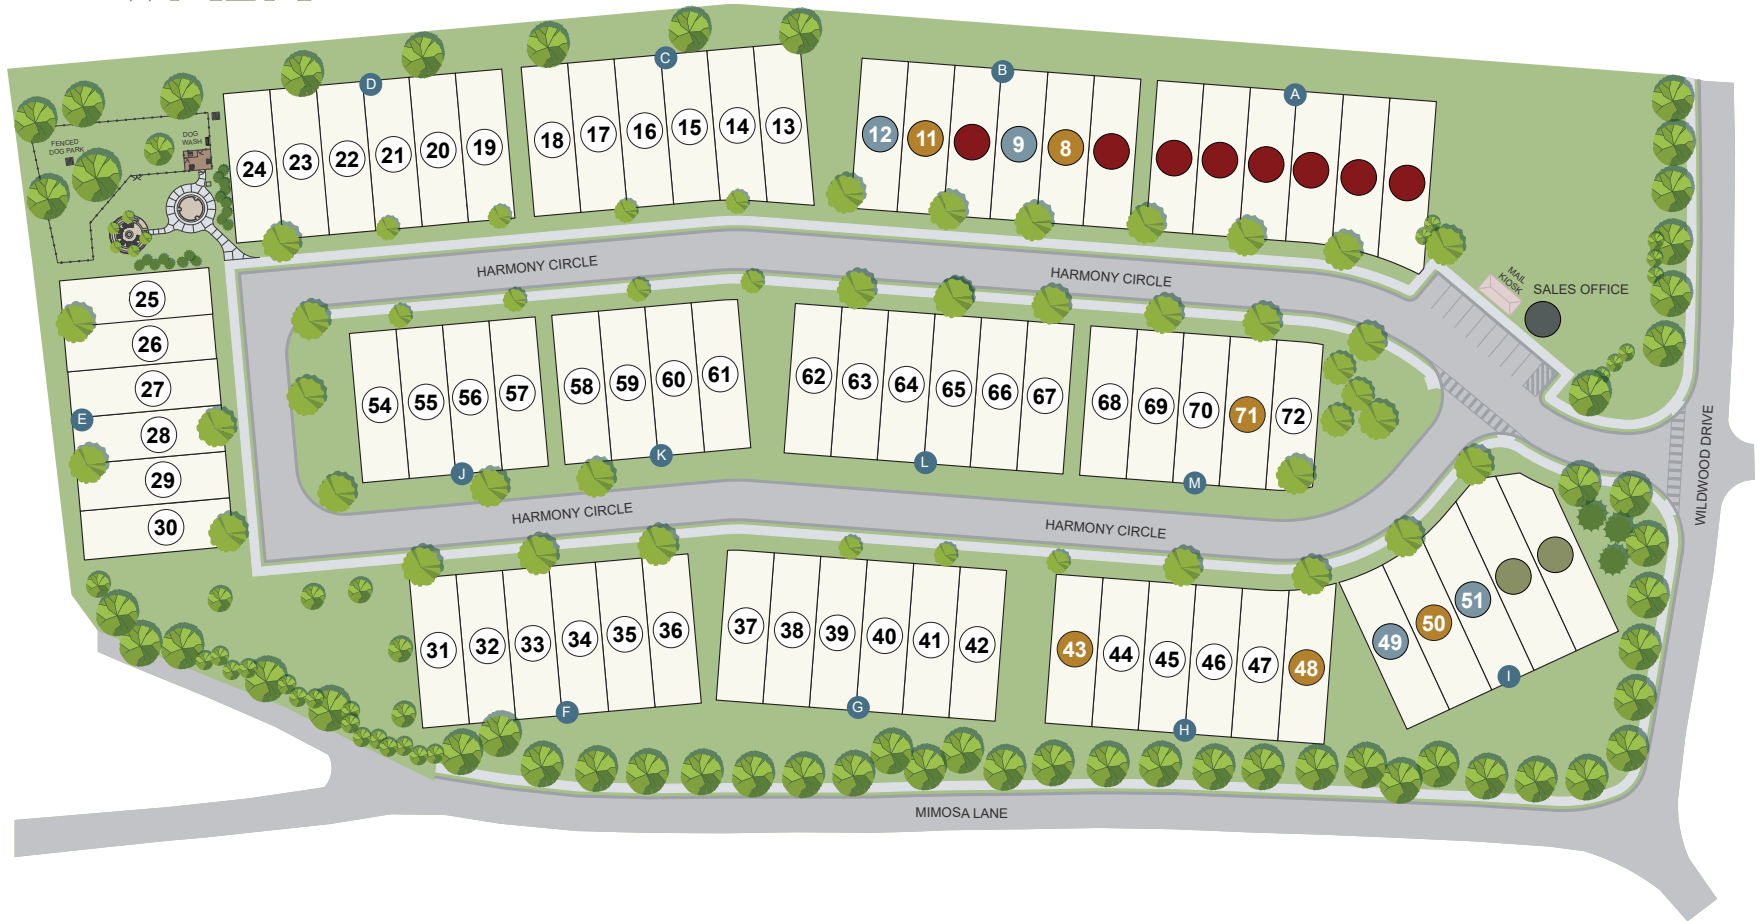 C
D
B
A
18 17 16 15 14 13
24 23 22 21 20 19
12 11 9 8
DOG
WASH
FENCED
DOG PARK
HARMONY CIRCLE
HARMONY CIRCLE
MAIL
KIOSK
SALES OFFICE
25
26
27
28
29
30
E
54 55 56 57
58 59 60 61
62 63 64 65 66 67
68 69 70 71 72
J
K
L
M
WILDWOOD DRIVE
HARMONY CIRCLE
HARMONY CIRCLE
31 32 33 34 35 36
37 38 39 40 41 42
43 44 45 46 47 48
49 50 51
F
G
H
I
MIMOSA LANE